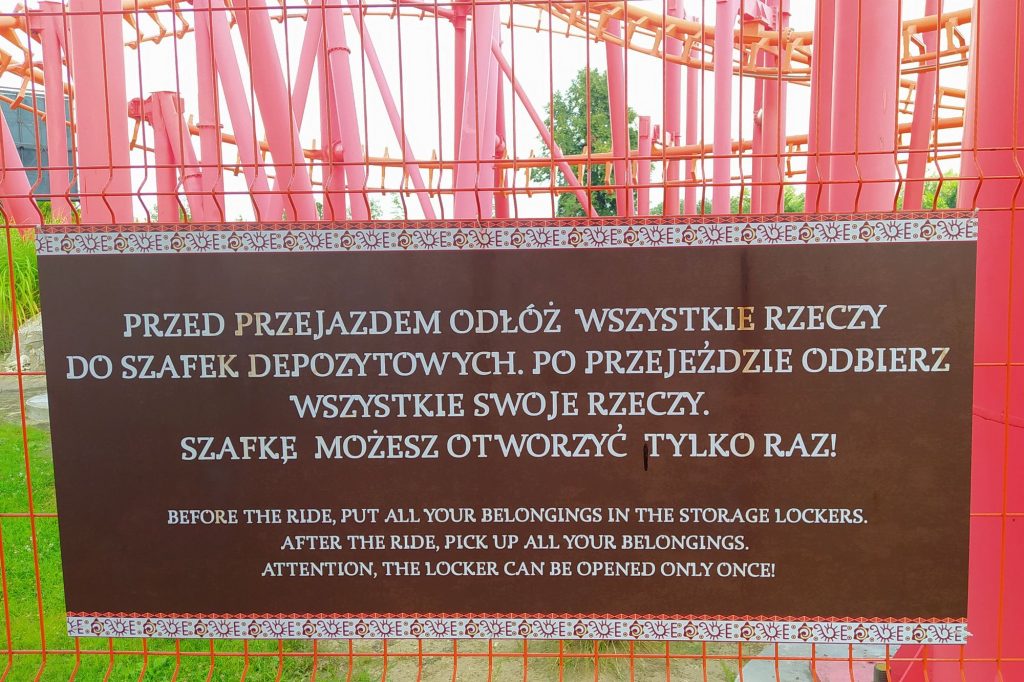 PRZED PRZEJAZDEM ODŁÓŻ WSZYSTKIE RZECZY
DO SZAFEK DEPOZYTOWYCH. PO PRZEJEŹDZIE ODBIERZ
WSZYSTKIE SWOJE RZECZY.
SZAFKĘ MOŻESZ OTWORZYĆ TYLKO RAZ!
BEFORE THE RIDE, PUT ALL YOUR BELONGINGS IN THE STORAGE LOCKERS.
AFTER THE RIDE, PICK UP ALL YOUR BELONGINGS.
ATTENTION, THE LOCKER CAN BE OPENED ONLY ONCE!